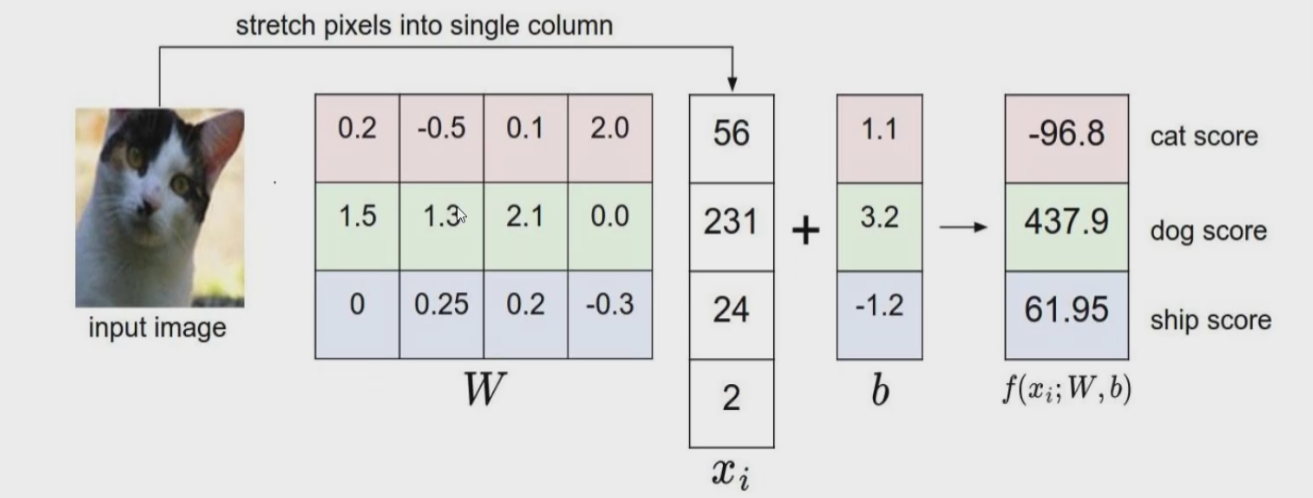 stretch pixels into single column
input image
0.2 -0.5 0.1 2.0
1.5 1.3 2.1 0.0
0 0.25 0.2 -0.3
W
56
231
24
2
x_i
+
1.1
3.2
-1.2
b
-96.8 cat score
437.9 dog score
61.95 ship score
f(x_i; W, b)